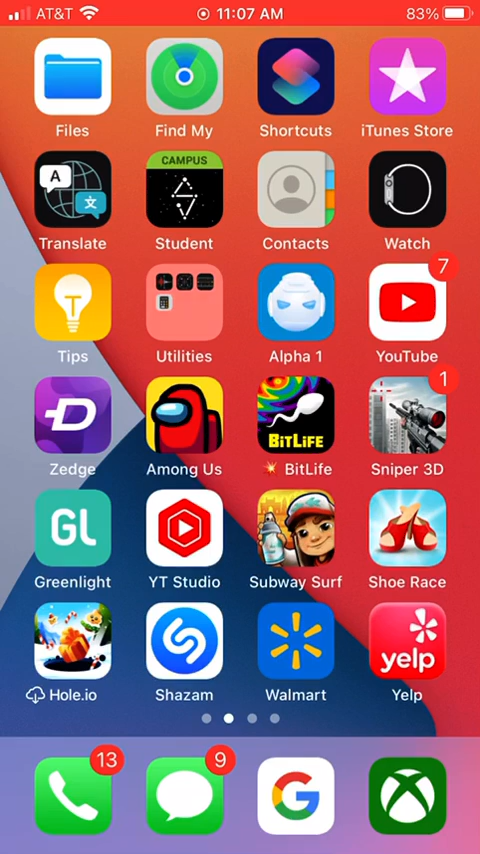 AT&T 11:07 AM 83%
Files Find My Shortcuts iTunes Store
A 文 CAMPUS
Translate Student Contacts Watch
T 7
Tips Utilities Alpha 1 YouTube
D BITLIFE 1
Zedge Among Us 💥 BitLife Sniper 3D
GL
Greenlight YT Studio Subway Surf Shoe Race
yelp
Hole.io Shazam Walmart Yelp
13 9
G